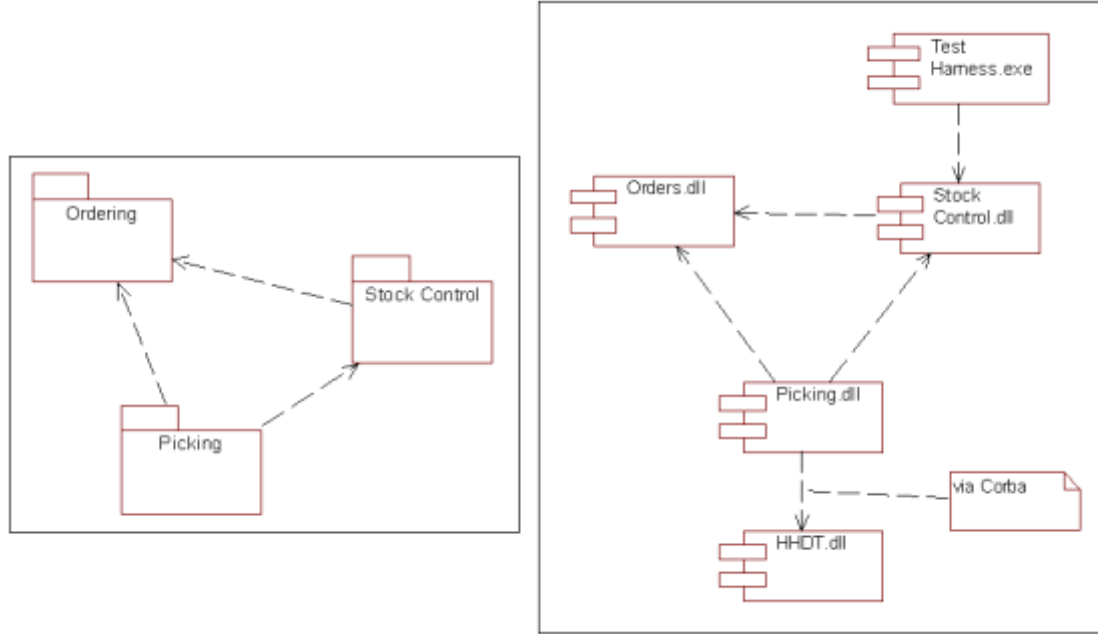 Ordering
Stock Control
Picking
Test
Harness.exe
Orders.dll
Stock
Control.dll
Picking.dll
via Corba
HHDT.dll